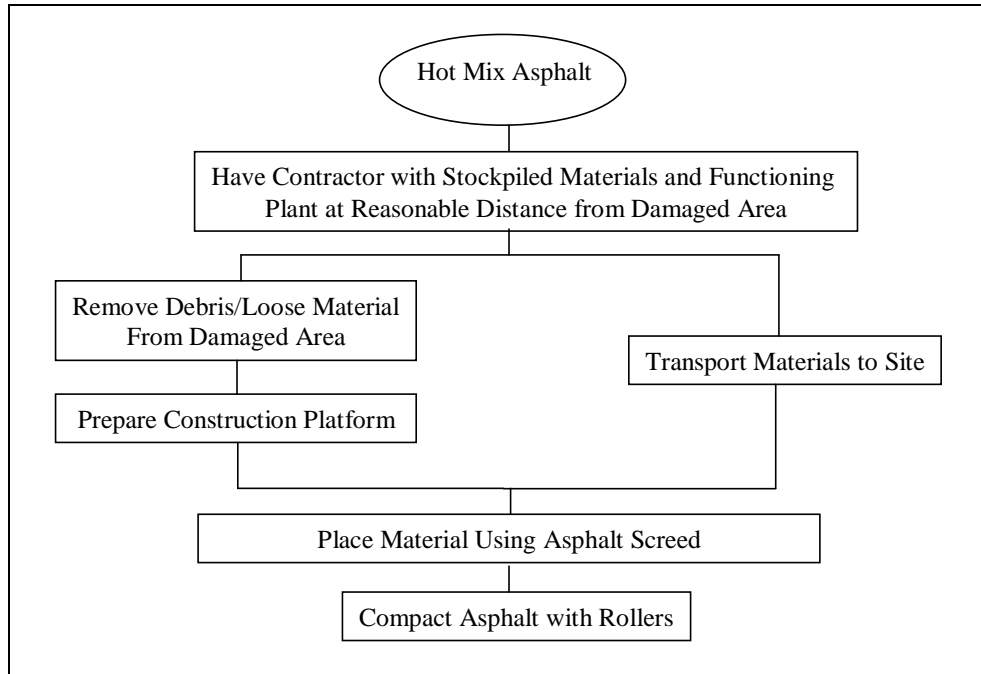 Hot Mix Asphalt
Have Contractor with Stockpiled Materials and Functioning
Plant at Reasonable Distance from Damaged Area
Remove Debris/Loose Material
From Damaged Area
Transport Materials to Site
Prepare Construction Platform
Place Material Using Asphalt Screed
Compact Asphalt with Rollers